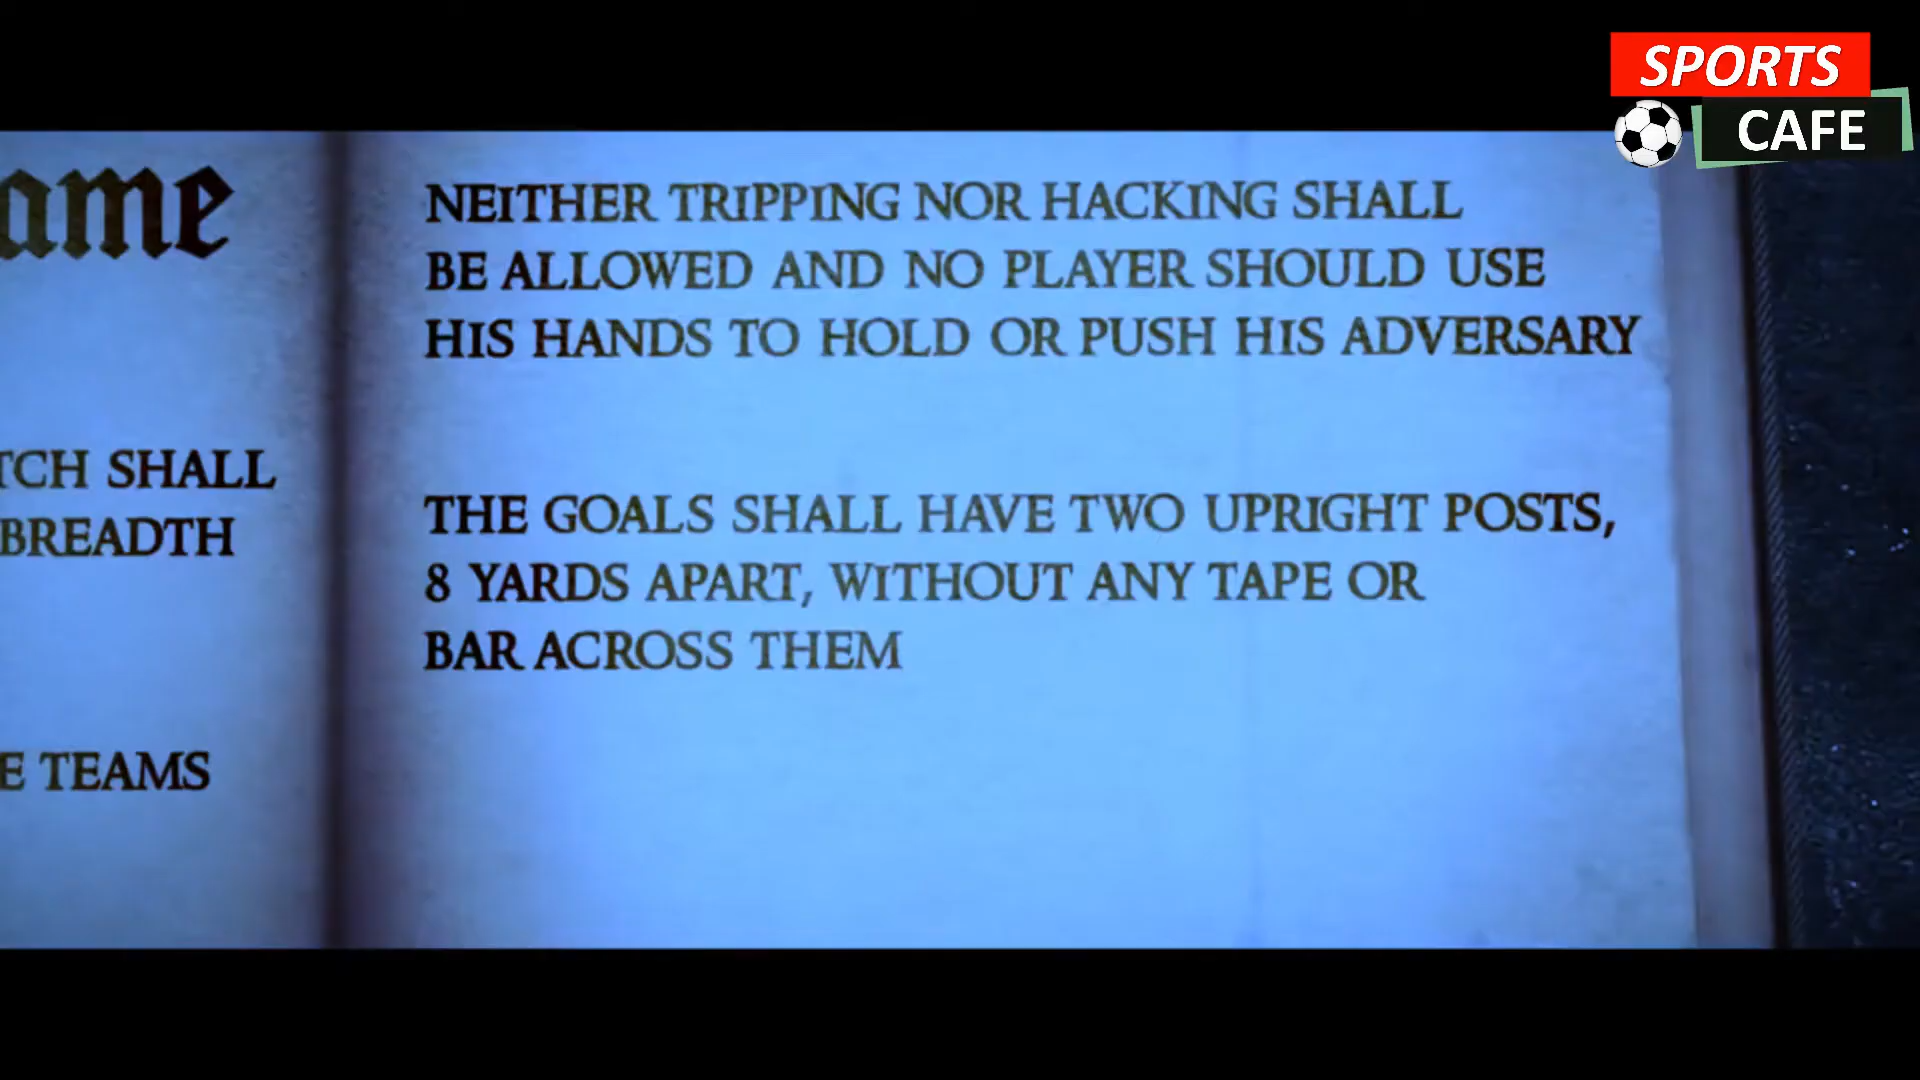 SPORTS
CAFE
ame
TCH SHALL
BREADTH
E TEAMS
NEITHER TRIPPING NOR HACKING SHALL
BE ALLOWED AND NO PLAYER SHOULD USE
HIS HANDS TO HOLD OR PUSH HIS ADVERSARY
THE GOALS SHALL HAVE TWO UPRIGHT POSTS,
8 YARDS APART, WITHOUT ANY TAPE OR
BAR ACROSS THEM